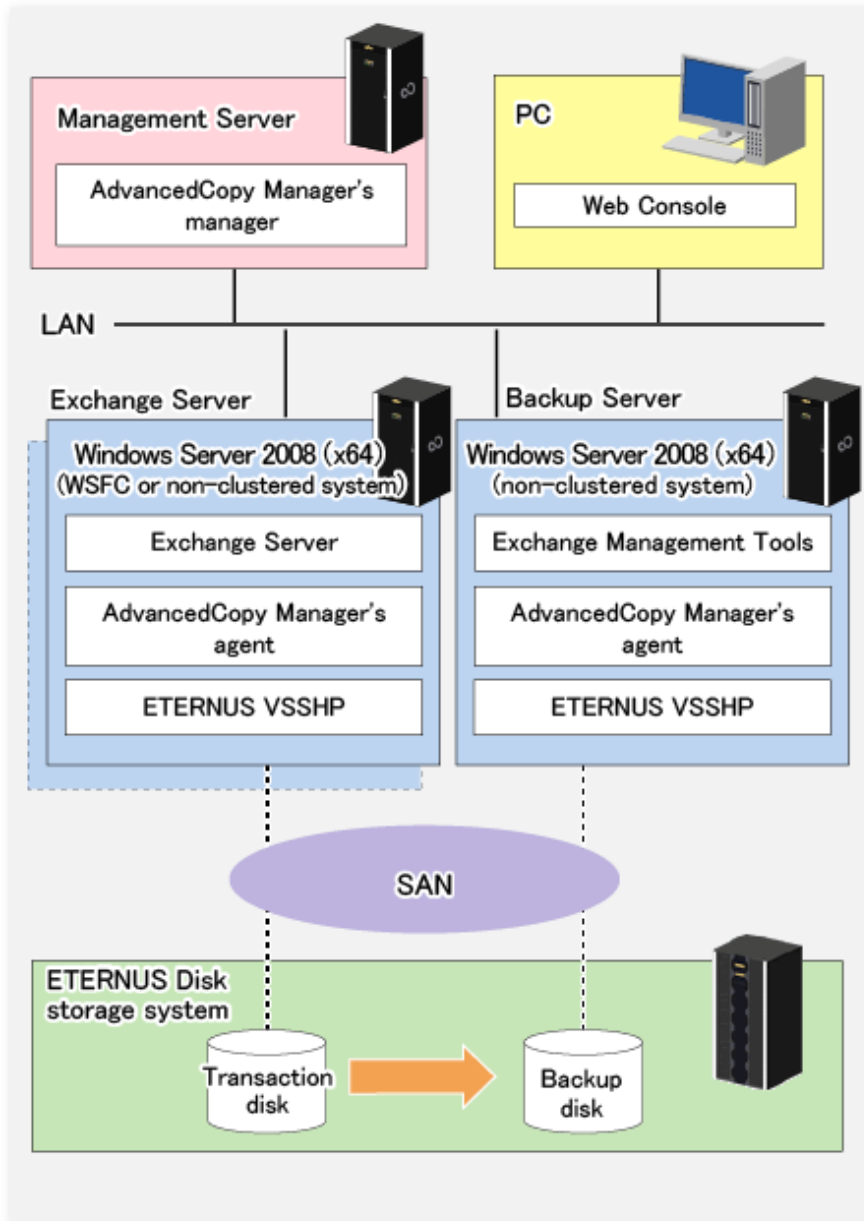 Management Server
AdvancedCopy Manager's
manager
PC
Web Console
LAN
Exchange Server
Windows Server 2008 (x64)
(WSFC or non-clustered system)
Exchange Server
AdvancedCopy Manager's
agent
ETERNUS VSSHP
Backup Server
Windows Server 2008 (x64)
(non-clustered system)
Exchange Management Tools
AdvancedCopy Manager's
agent
ETERNUS VSSHP
SAN
ETERNUS Disk
storage system
Transaction
disk
Backup
disk